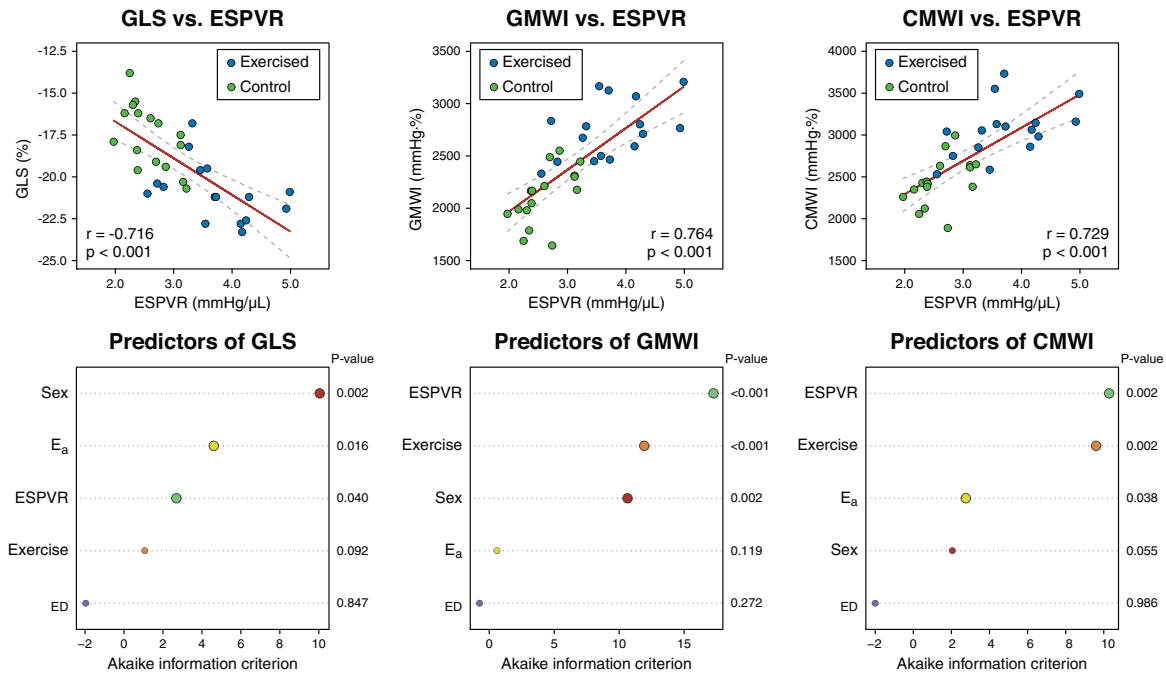 GLS vs. ESPVR
-12.5
-15.0
-17.5
-20.0
-22.5
-25.0
GLS (%)
Exercised
Control
r = -0.716
p < 0.001
2.0 3.0 4.0 5.0
ESPVR (mmHg/µL)
GMWI vs. ESPVR
3500
3000
2500
2000
1500
GMWI (mmHg·%)
Exercised
Control
r = 0.764
p < 0.001
2.0 3.0 4.0 5.0
ESPVR (mmHg/µL)
CMWI vs. ESPVR
4000
3500
3000
2500
2000
1500
CMWI (mmHg·%)
Exercised
Control
r = 0.729
p < 0.001
2.0 3.0 4.0 5.0
ESPVR (mmHg/µL)
Predictors of GLS
P-value
Sex 0.002
Ea 0.016
ESPVR 0.040
Exercise 0.092
ED 0.847
−2 0 2 4 6 8 10
Akaike information criterion
Predictors of GMWI
P-value
ESPVR <0.001
Exercise <0.001
Sex 0.002
Ea 0.119
ED 0.272
0 5 10 15
Akaike information criterion
Predictors of CMWI
P-value
ESPVR 0.002
Exercise 0.002
Ea 0.038
Sex 0.055
ED 0.986
−2 0 2 4 6 8 10
Akaike information criterion